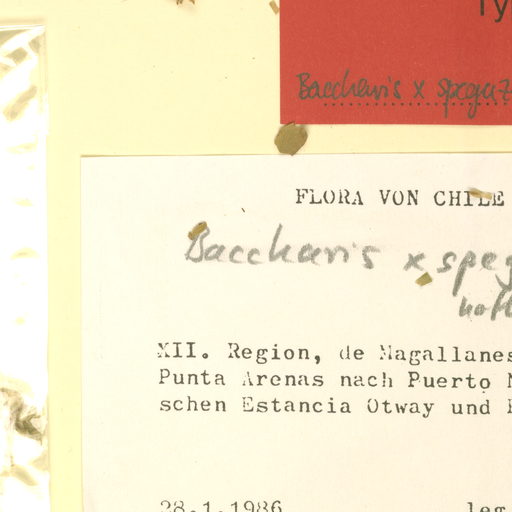 Ty
Baccharis x spegaz
FLORA VON CHILE
Baccharis x speg
XII. Region, de Magallanes
Punta Arenas nach Puerto N
schen Estancia Otway und
28.1.1986 leg